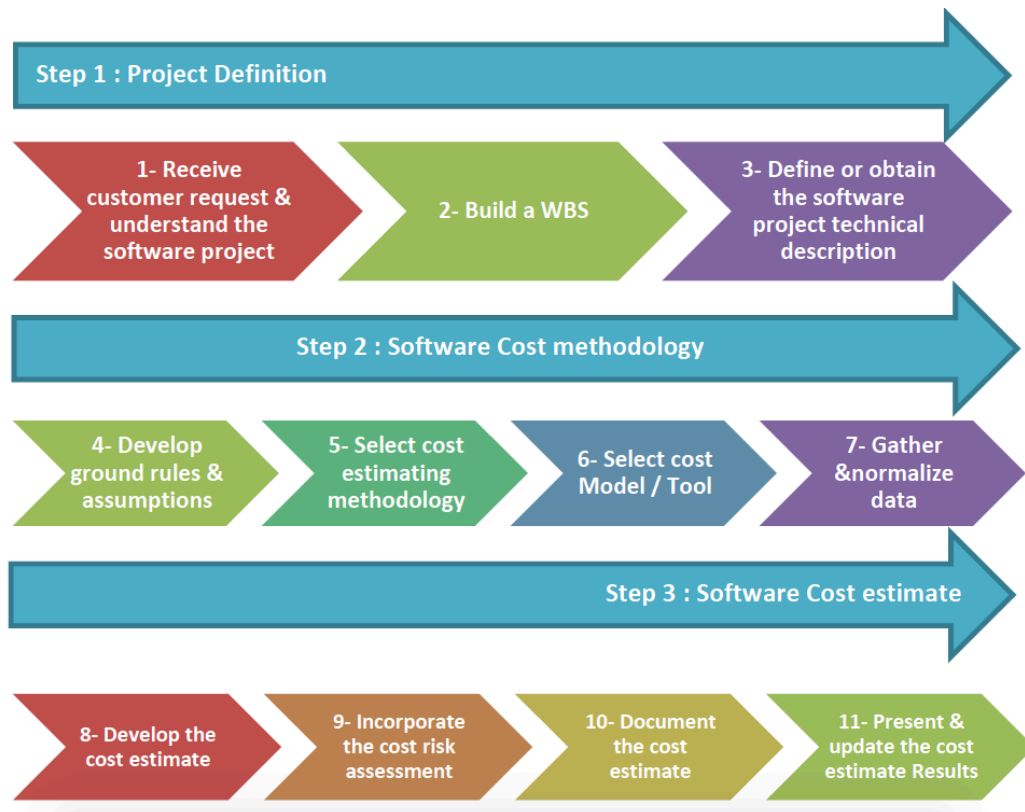 Step 1 : Project Definition
1- Receive
customer request &
understand the
software project
2- Build a WBS
3- Define or obtain
the software
project technical
description
Step 2 : Software Cost methodology
4- Develop
ground rules &
assumptions
5- Select cost
estimating
methodology
6- Select cost
Model / Tool
7- Gather
&normalize
data
Step 3 : Software Cost estimate
8- Develop the
cost estimate
9- Incorporate
the cost risk
assessment
10- Document
the cost
estimate
11- Present &
update the cost
estimate Results